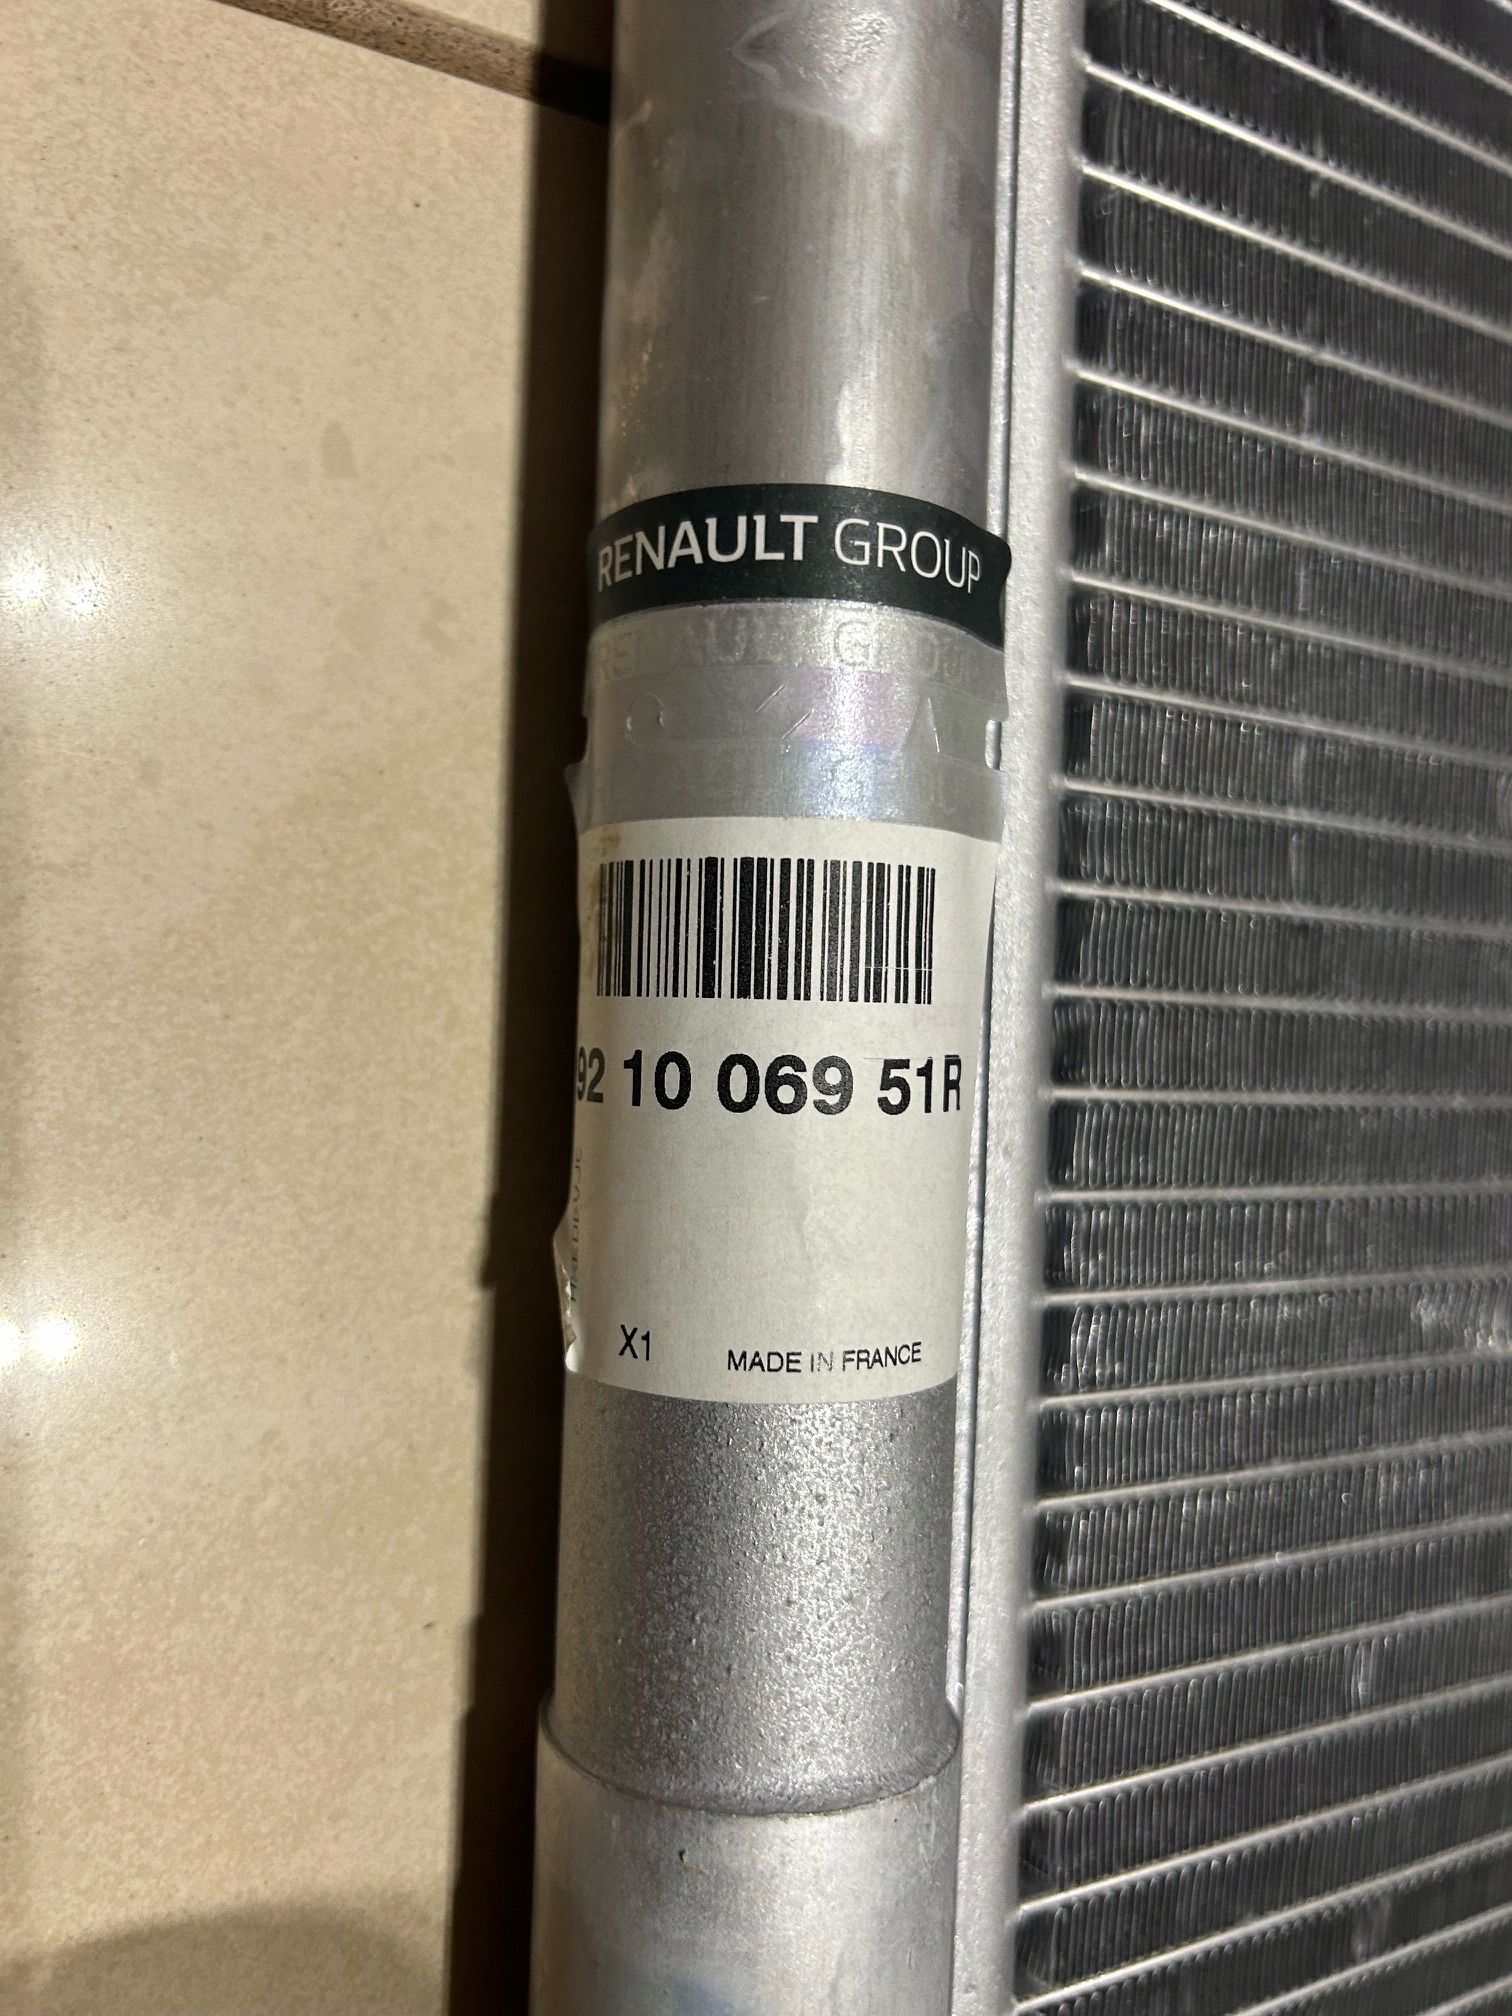 RENAULT GROUP
92 10 069 51R
X1
MADE IN FRANCE